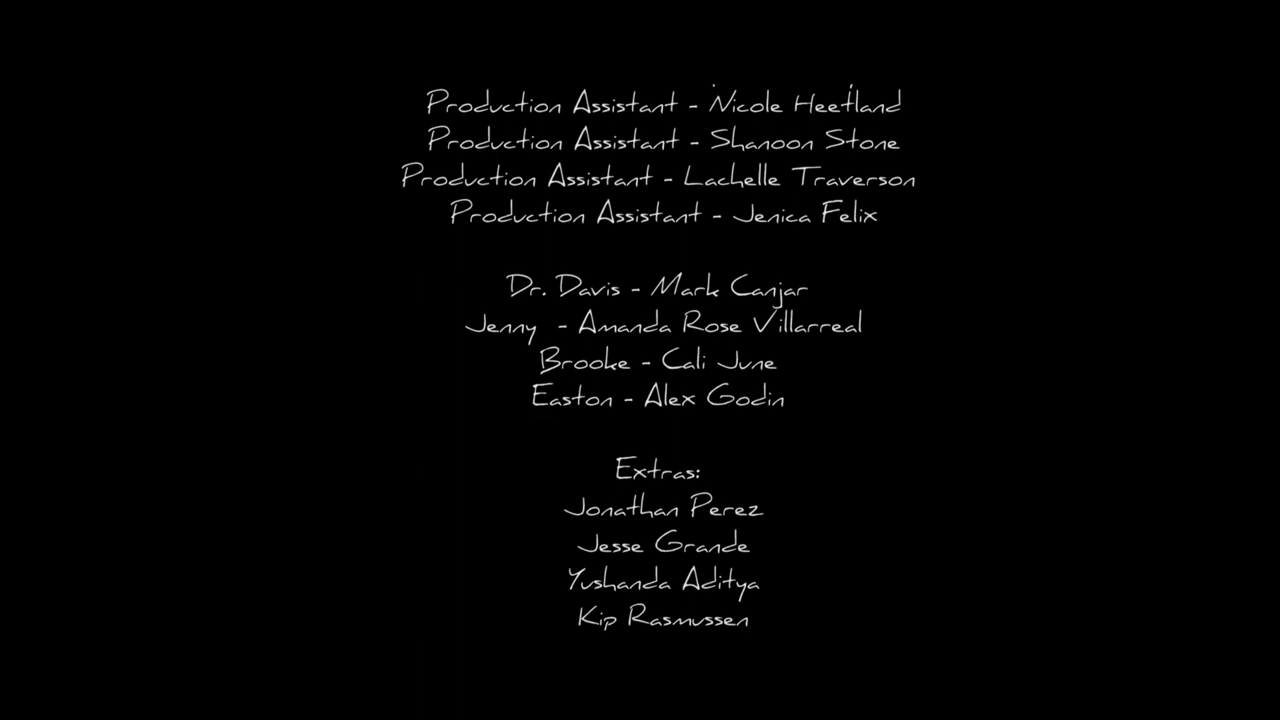 Production Assistant - Nicole Heetland
Production Assistant - Shanoon Stone
Production Assistant - Lachelle Traverson
Production Assistant - Jenica Felix
Dr. Davis - Mark Canjar
Jenny - Amanda Rose Villarreal
Brooke - Cali June
Easton - Alex Godin
Extras:
Jonathan Perez
Jesse Grande
Yushanda Aditya
Kip Rasmussen